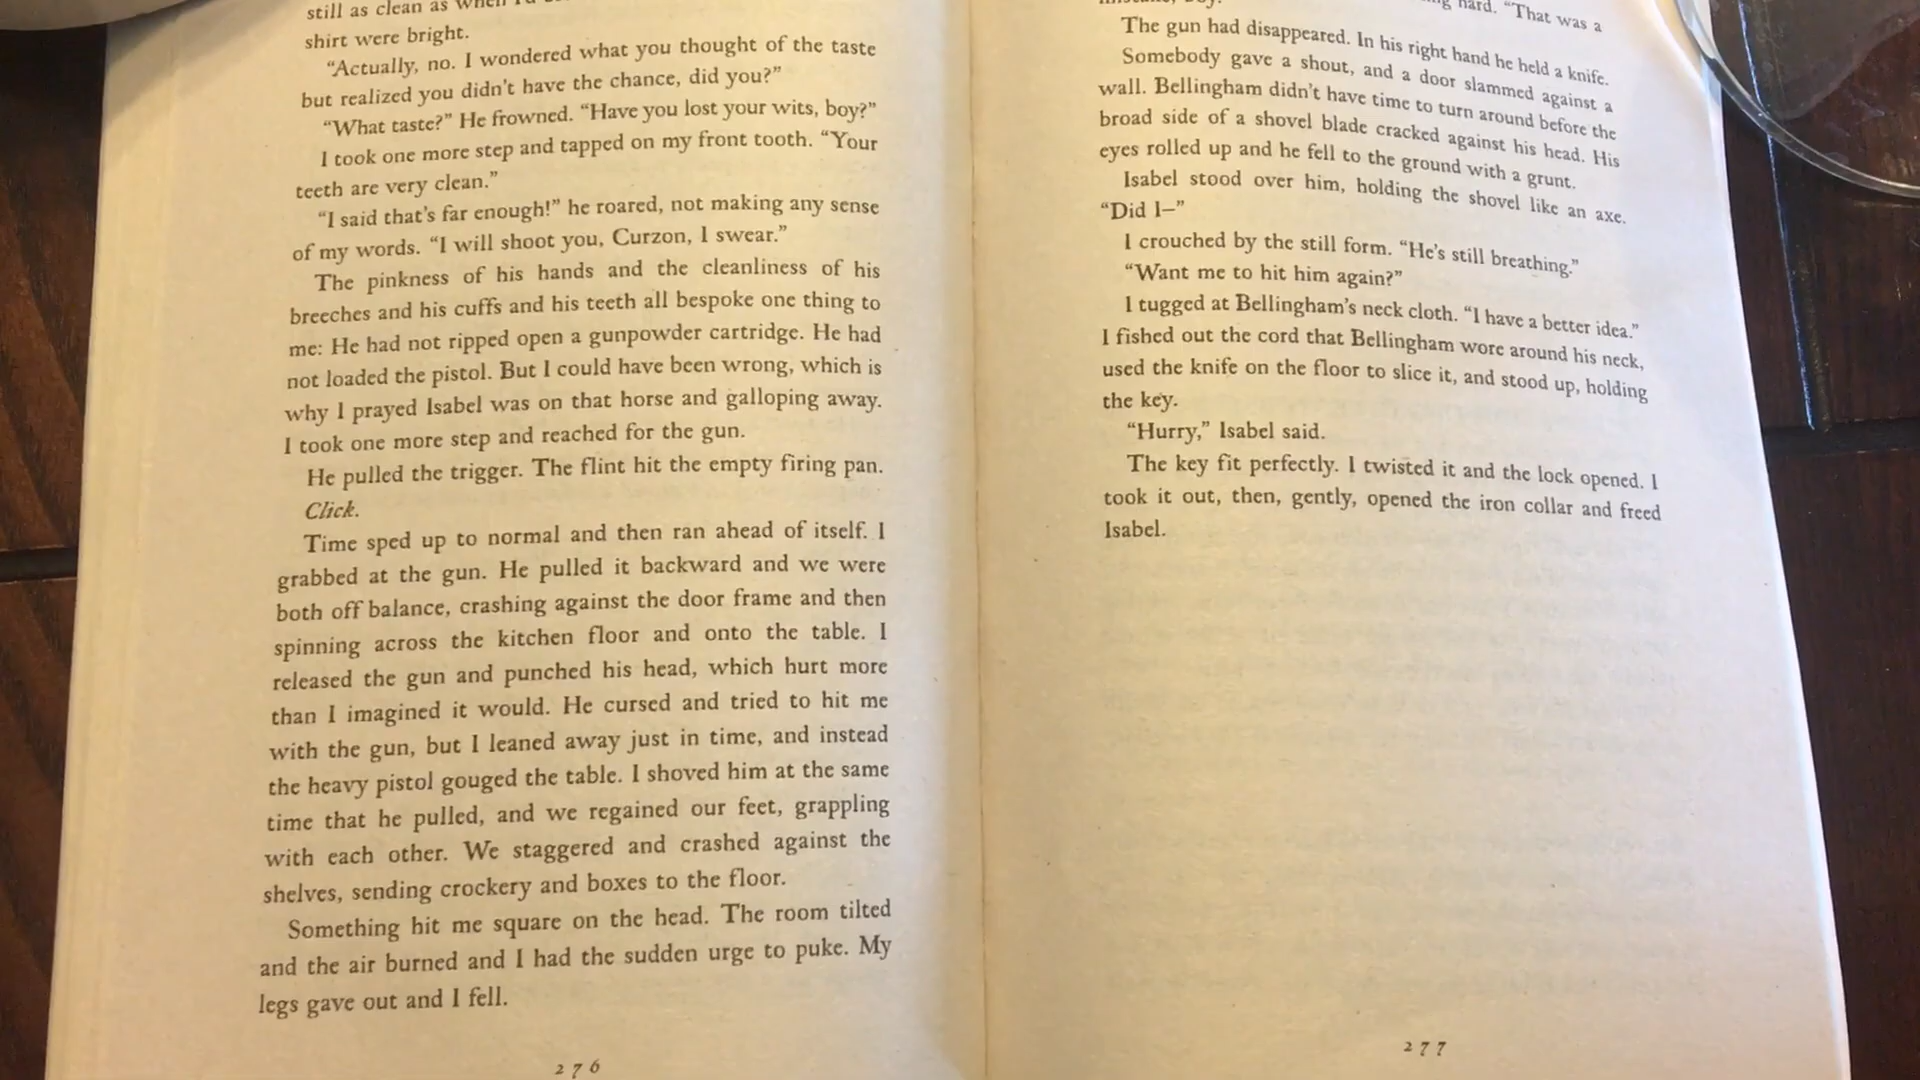 still as clean as when I'd
shirt were bright.
“Actually, no. I wondered what you thought of the taste
but realized you didn't have the chance, did you?”
“What taste?” He frowned. “Have you lost your wits, boy?”
I took one more step and tapped on my front tooth. “Your
teeth are very clean.”
“I said that's far enough!” he roared, not making any sense
of my words. “I will shoot you, Curzon, I swear.”
The pinkness of his hands and the cleanliness of his
breeches and his cuffs and his teeth all bespoke one thing to
me: He had not ripped open a gunpowder cartridge. He had
not loaded the pistol. But I could have been wrong, which is
why I prayed Isabel was on that horse and galloping away.
I took one more step and reached for the gun.
He pulled the trigger. The flint hit the empty firing pan.
Click.
Time sped up to normal and then ran ahead of itself. I
grabbed at the gun. He pulled it backward and we were
both off balance, crashing against the door frame and then
spinning across the kitchen floor and onto the table. I
released the gun and punched his head, which hurt more
than I imagined it would. He cursed and tried to hit me
with the gun, but I leaned away just in time, and instead
the heavy pistol gouged the table. I shoved him at the same
time that he pulled, and we regained our feet, grappling
with each other. We staggered and crashed against the
shelves, sending crockery and boxes to the floor.
Something hit me square on the head. The room tilted
and the air burned and I had the sudden urge to puke. My
legs gave out and I fell.
276
hard. “That was a
The gun had disappeared. In his right hand he held a knife.
Somebody gave a shout, and a door slammed against a
wall. Bellingham didn't have time to turn around before the
broad side of a shovel blade cracked against his head. His
eyes rolled up and he fell to the ground with a grunt.
Isabel stood over him, holding the shovel like an axe.
“Did I—”
I crouched by the still form. “He's still breathing.”
“Want me to hit him again?”
I tugged at Bellingham's neck cloth. “I have a better idea.”
I fished out the cord that Bellingham wore around his neck,
used the knife on the floor to slice it, and stood up, holding
the key.
“Hurry,” Isabel said.
The key fit perfectly. I twisted it and the lock opened. I
took it out, then, gently, opened the iron collar and freed
Isabel.
277